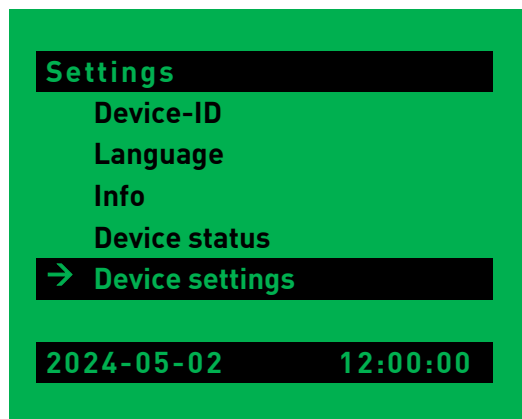 Settings
Device-ID
Language
Info
Device status
→ Device settings
2024-05-02 12:00:00